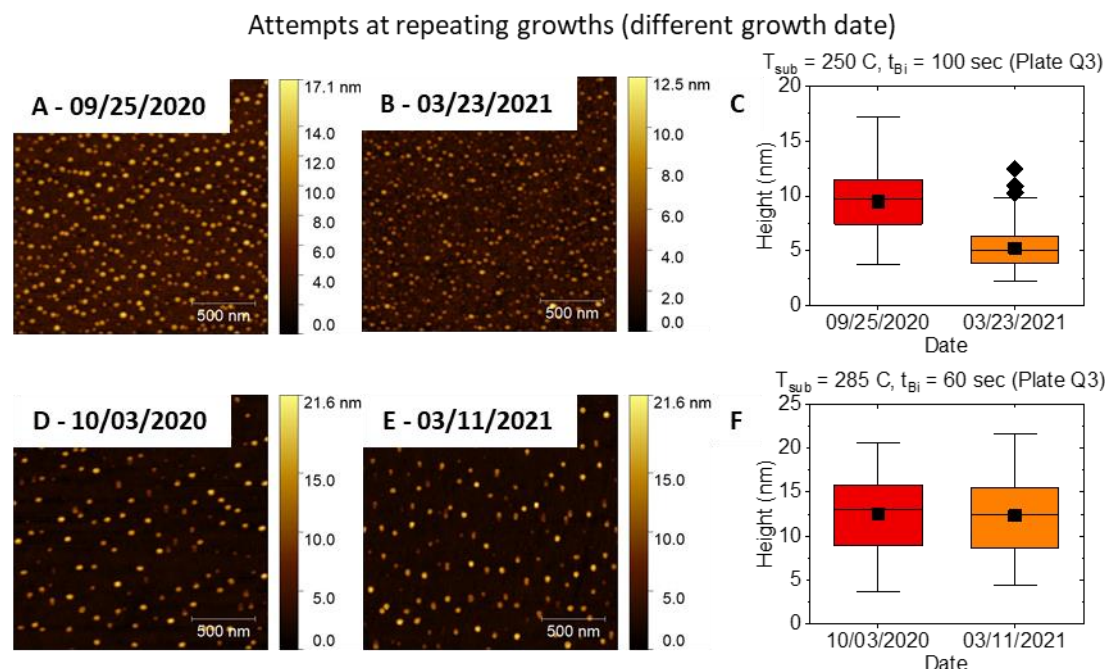 Attempts at repeating growths (different growth date)
A - 09/25/2020
17.1 nm
14.0
12.0
10.0
8.0
6.0
4.0
0.0
500 nm
B - 03/23/2021
12.5 nm
10.0
8.0
6.0
4.0
2.0
0.0
500 nm
C
T_sub = 250 C, t_Bi = 100 sec (Plate Q3)
Height (nm)
20
15
10
5
0
09/25/2020 03/23/2021
Date
D - 10/03/2020
21.6 nm
15.0
10.0
5.0
0.0
500 nm
E - 03/11/2021
21.6 nm
15.0
10.0
5.0
0.0
500 nm
F
T_sub = 285 C, t_Bi = 60 sec (Plate Q3)
Height (nm)
25
20
15
10
5
0
10/03/2020 03/11/2021
Date